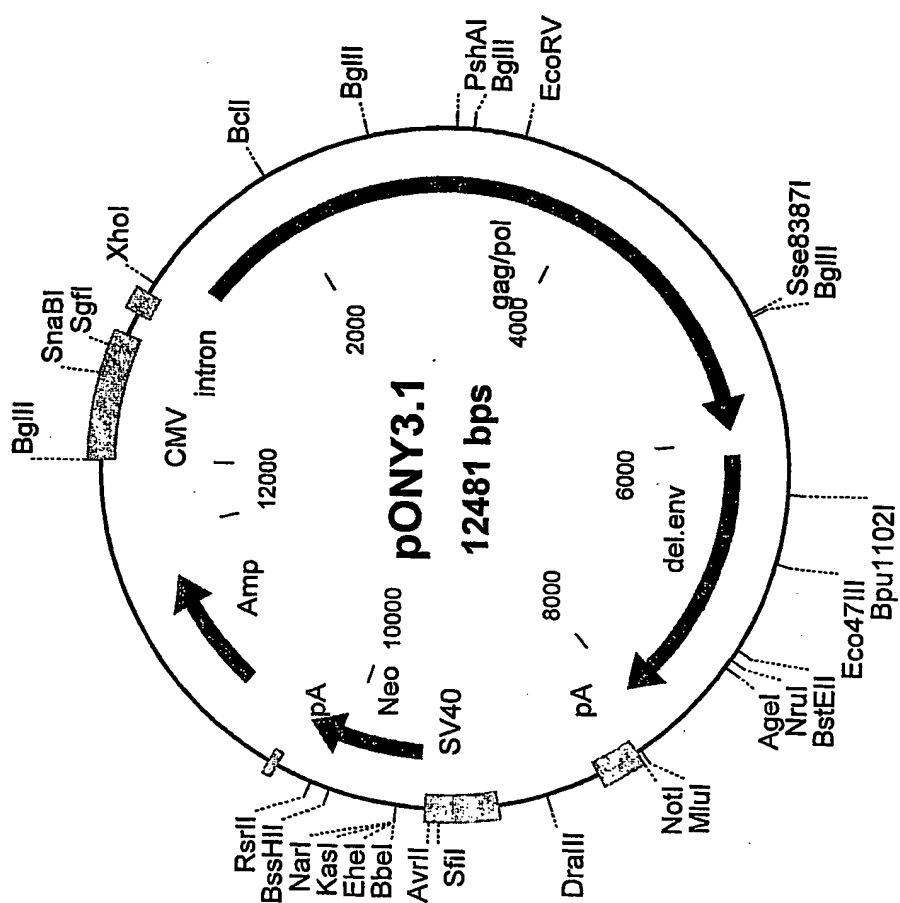 BglII
SnaBI
SgfI
XhoI
BclI
BglII
PshAI
BglII
EcoRV
Sse8387I
BglII
Bpu1102I
Eco47III
BstEII
NruI
AgeI
MluI
NotI
DraIII
SfiI
AvrII
BbeI
EheI
KasI
NarI
BssHII
RsrII
CMV
intron
gag/pol
del.env
pA
SV40
Neo
pA
Amp
2000
4000
6000
8000
10000
12000
pONY3.1
12481 bps